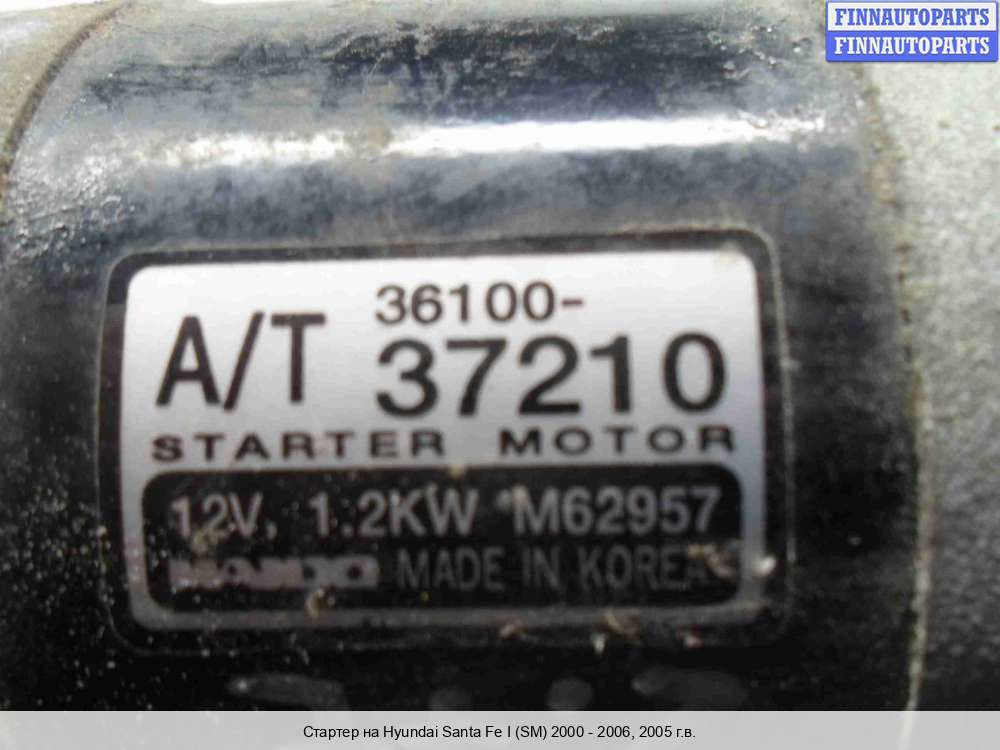 FINNAUTOPARTS
FINNAUTOPARTS
36100-
A/T 37210
STARTER MOTOR
12V, 1.2KW M62957
MANDO MADE IN KOREA
Стартер на Hyundai Santa Fe I (SM) 2000 - 2006, 2005 г.в.